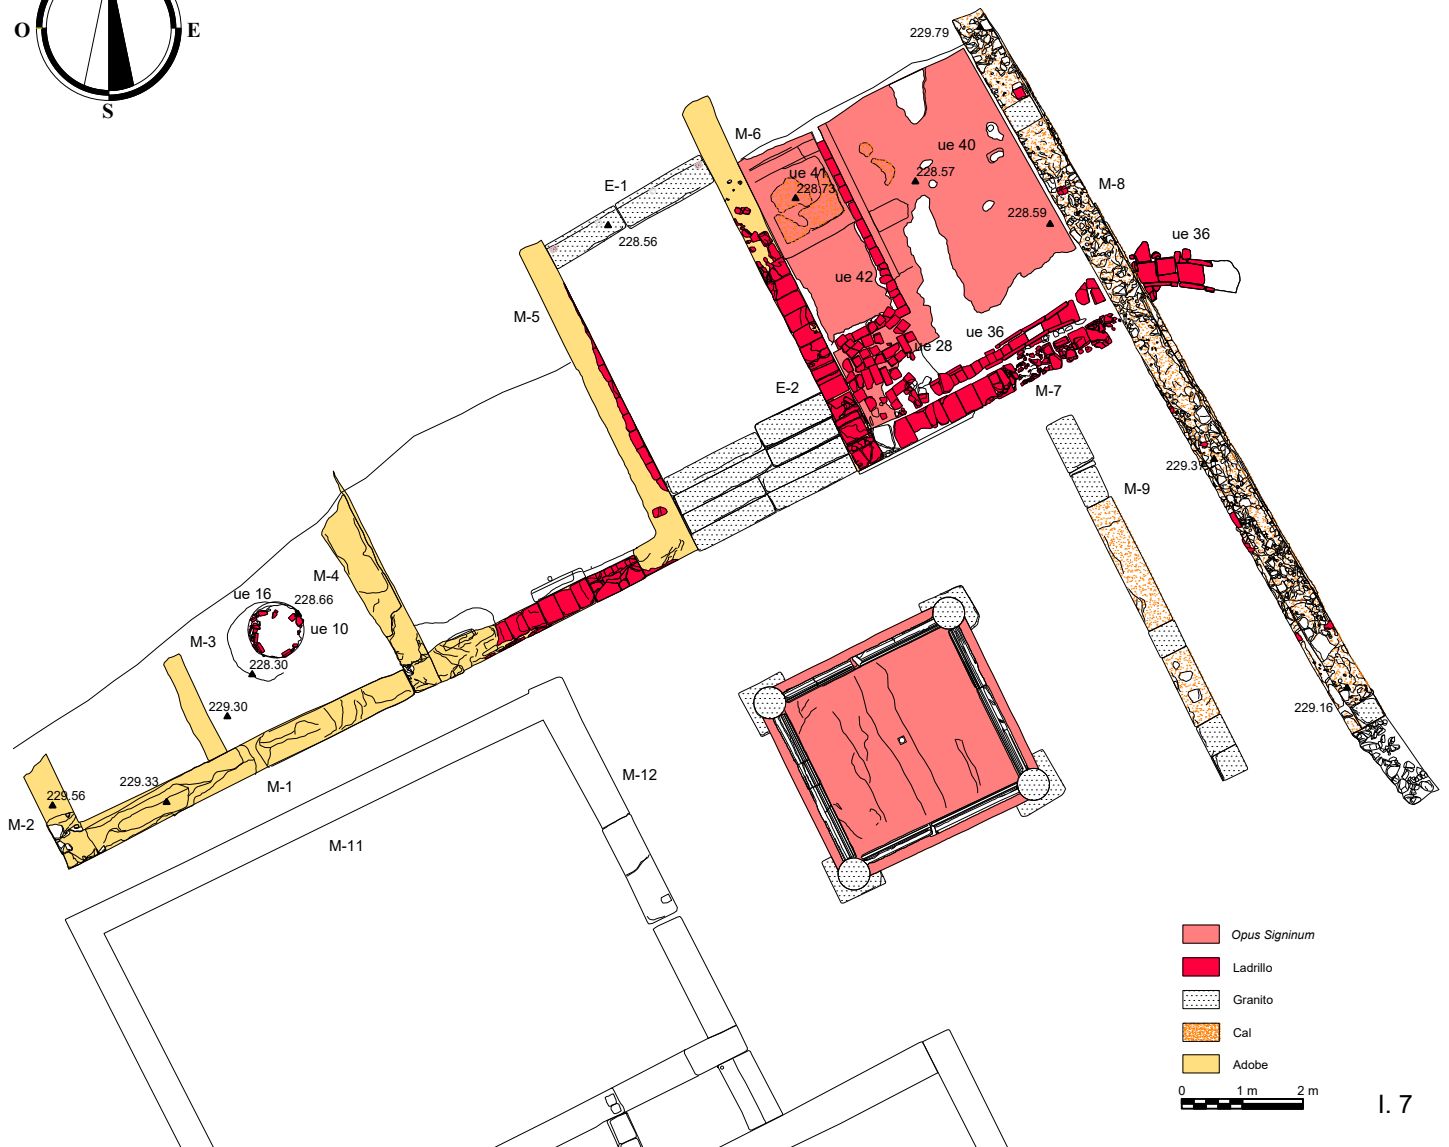 O
E
S
229.79
M-6
ue 40
ue 41
228.57
E-1
228.73
M-8
228.59
ue 36
228.56
ue 42
M-5
ue 36
ue 28
E-2
M-7
229.37
M-9
M-4
ue 16
228.66
ue 10
M-3
228.30
229.30
229.16
M-12
229.33
M-1
229.56
M-2
M-11
Opus Signinum
Ladrillo
Granito
Cal
Adobe
0 1 m 2 m
l. 7